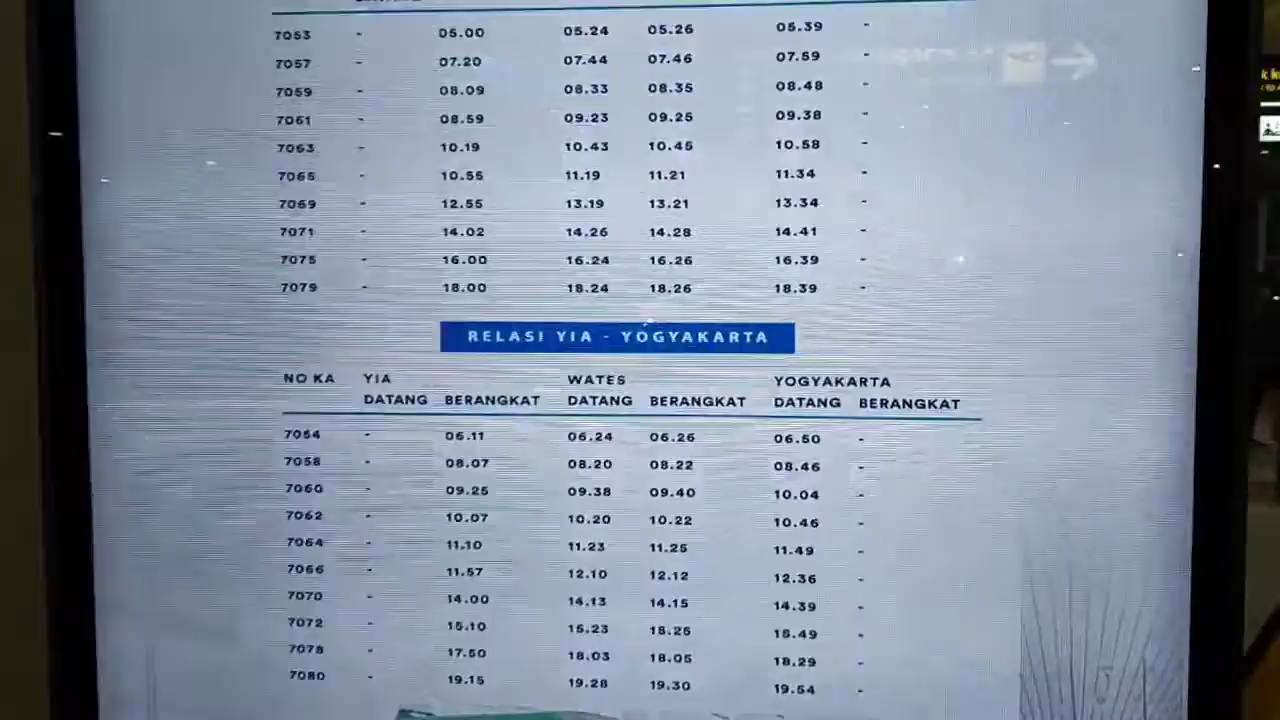 7053 - 05.00 05.24 05.26 05.39 -
7057 - 07.20 07.44 07.46 07.59 -
7059 - 08.09 08.33 08.35 08.48 -
7061 - 08.59 09.23 09.25 09.38 -
7063 - 10.19 10.43 10.45 10.58 -
7065 - 10.55 11.19 11.21 11.34 -
7069 - 12.55 13.19 13.21 13.34 -
7071 - 14.02 14.26 14.28 14.41 -
7075 - 16.00 16.24 16.26 16.39 -
7079 - 18.00 18.24 18.26 18.39 -
RELASI YIA - YOGYAKARTA
NO KA YIA WATES YOGYAKARTA
DATANG BERANGKAT DATANG BERANGKAT DATANG BERANGKAT
7054 - 06.11 06.24 06.26 06.50 -
7058 - 08.07 08.20 08.22 08.46 -
7060 - 09.25 09.38 09.40 10.04 -
7062 - 10.07 10.20 10.22 10.46 -
7064 - 11.10 11.23 11.25 11.49 -
7066 - 11.57 12.10 12.12 12.36 -
7070 - 14.00 14.13 14.15 14.39 -
7072 - 15.10 15.23 15.25 15.49 -
7078 - 17.50 18.03 18.05 18.29 -
7080 - 19.15 19.28 19.30 19.54 -